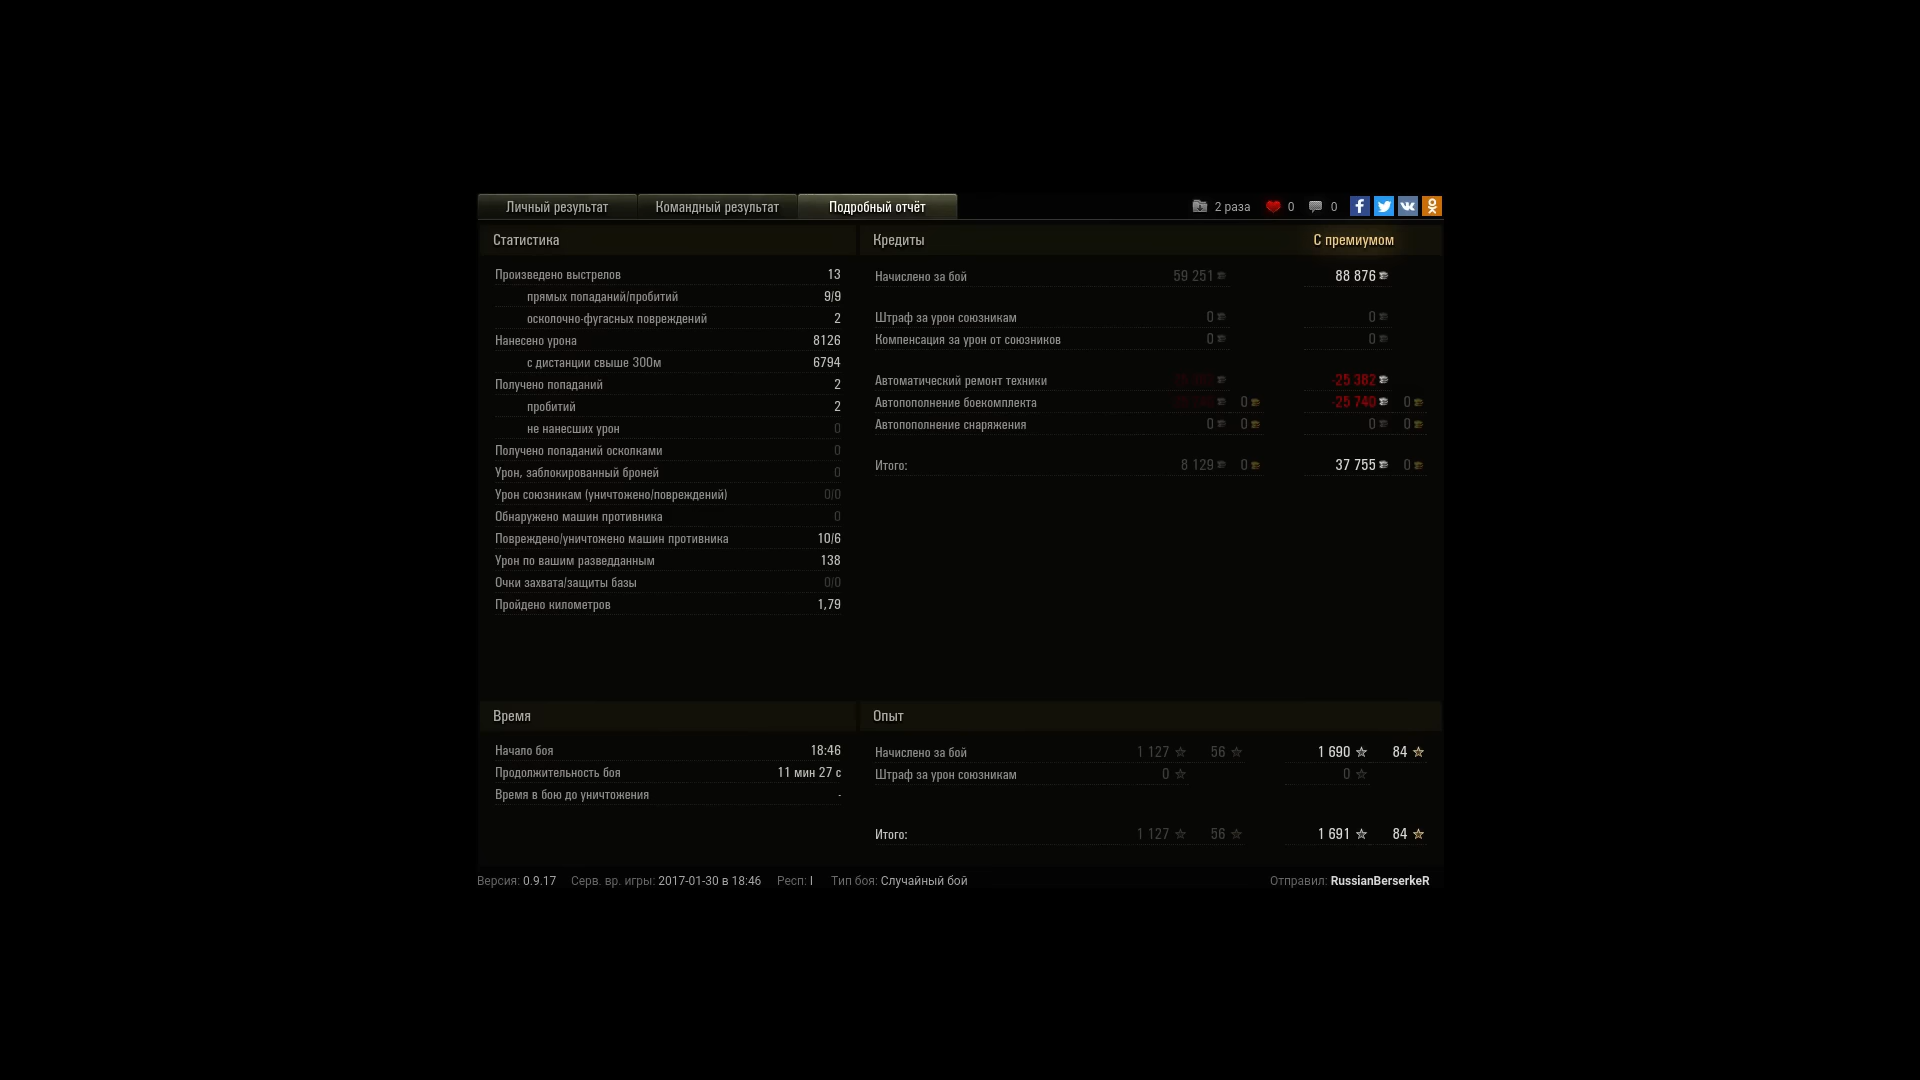 Личный результат Командный результат Подробный отчёт 2 раза 0 0
Статистика
Произведено выстрелов 13
прямых попаданий/пробитий 9/9
осколочно-фугасных повреждений 2
Нанесено урона 8126
с дистанции свыше 300м 6794
Получено попаданий 2
пробитий 2
не нанесших урон 0
Получено попаданий осколками 0
Урон, заблокированный броней 0
Урон союзникам (уничтожено/повреждений) 0/0
Обнаружено машин противника 0
Повреждено/уничтожено машин противника 10/6
Урон по вашим разведданным 138
Очки захвата/защиты базы 0/0
Пройдено километров 1,79
Кредиты С премиумом
Начислено за бой 59 251 88 876
Штраф за урон союзникам 0 0
Компенсация за урон от союзников 0 0
Автоматический ремонт техники -25 382
Автопополнение боекомплекта 0 -25 740 0
Автопополнение снаряжения 0 0 0 0
Итого: 8 129 0 37 755 0
Время
Начало боя 18:46
Продолжительность боя 11 мин 27 с
Время в бою до уничтожения -
Опыт
Начислено за бой 1 127 56 1 690 84
Штраф за урон союзникам 0 0
Итого: 1 127 56 1 691 84
Версия: 0.9.17 Серв. вр. игры: 2017-01-30 в 18:46 Респ: I Тип боя: Случайный бой Отправил: RussianBerserkeR